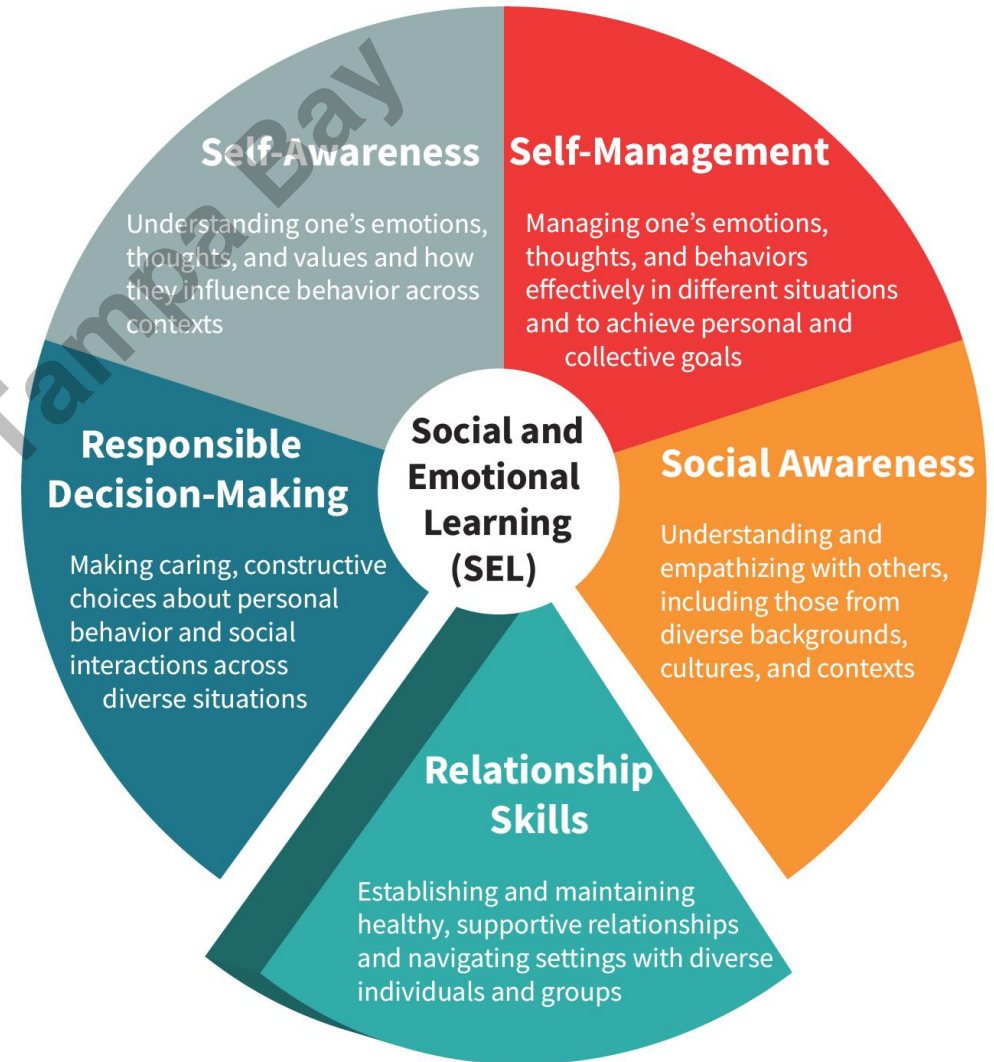 Self-Awareness
Understanding one's emotions,
thoughts, and values and how
they influence behavior across
contexts
Self-Management
Managing one's emotions,
thoughts, and behaviors
effectively in different situations
and to achieve personal and
collective goals
Social Awareness
Understanding and
empathizing with others,
including those from
diverse backgrounds,
cultures, and contexts
Relationship
Skills
Establishing and maintaining
healthy, supportive relationships
and navigating settings with diverse
individuals and groups
Responsible
Decision-Making
Making caring, constructive
choices about personal
behavior and social
interactions across
diverse situations
Social and
Emotional
Learning
(SEL)
Tampa Bay